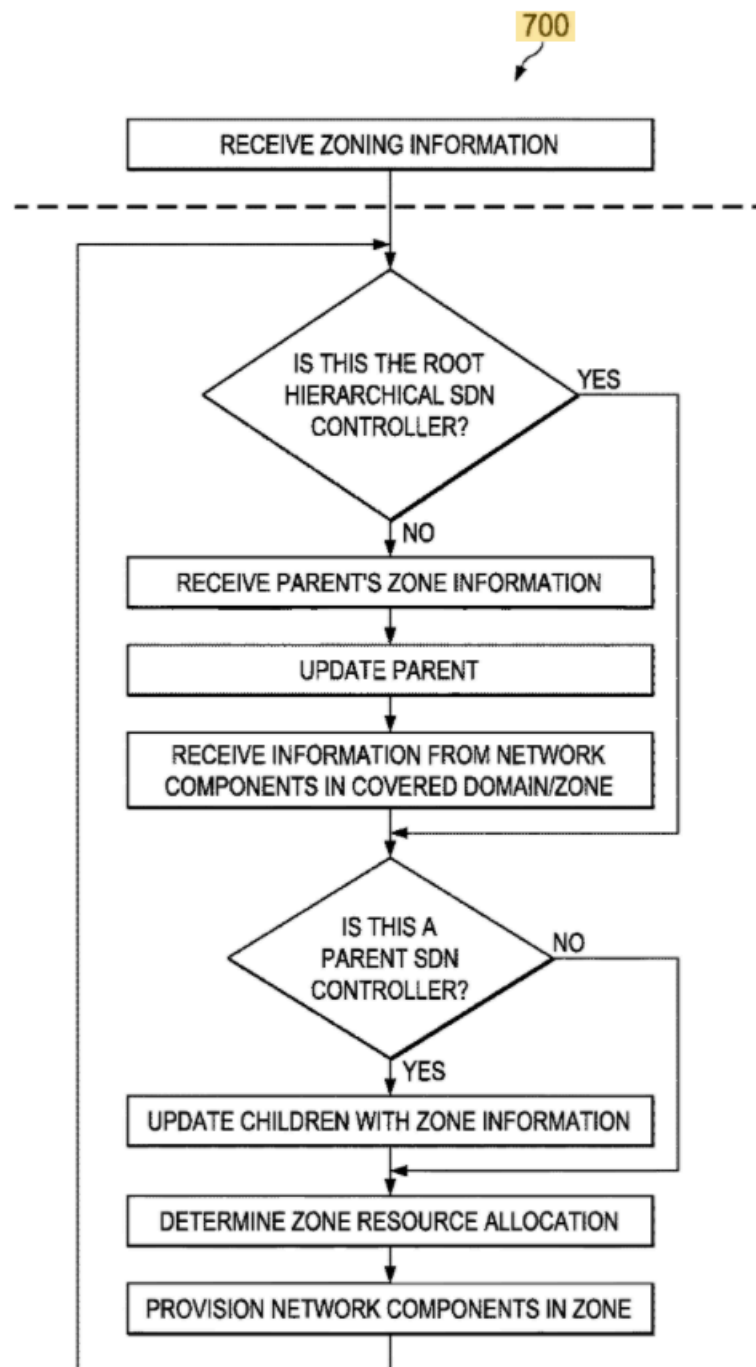 700
RECEIVE ZONING INFORMATION
IS THIS THE ROOT
HIERARCHICAL SDN
CONTROLLER?
YES
NO
RECEIVE PARENT'S ZONE INFORMATION
UPDATE PARENT
RECEIVE INFORMATION FROM NETWORK
COMPONENTS IN COVERED DOMAIN/ZONE
IS THIS A
PARENT SDN
CONTROLLER?
NO
YES
UPDATE CHILDREN WITH ZONE INFORMATION
DETERMINE ZONE RESOURCE ALLOCATION
PROVISION NETWORK COMPONENTS IN ZONE